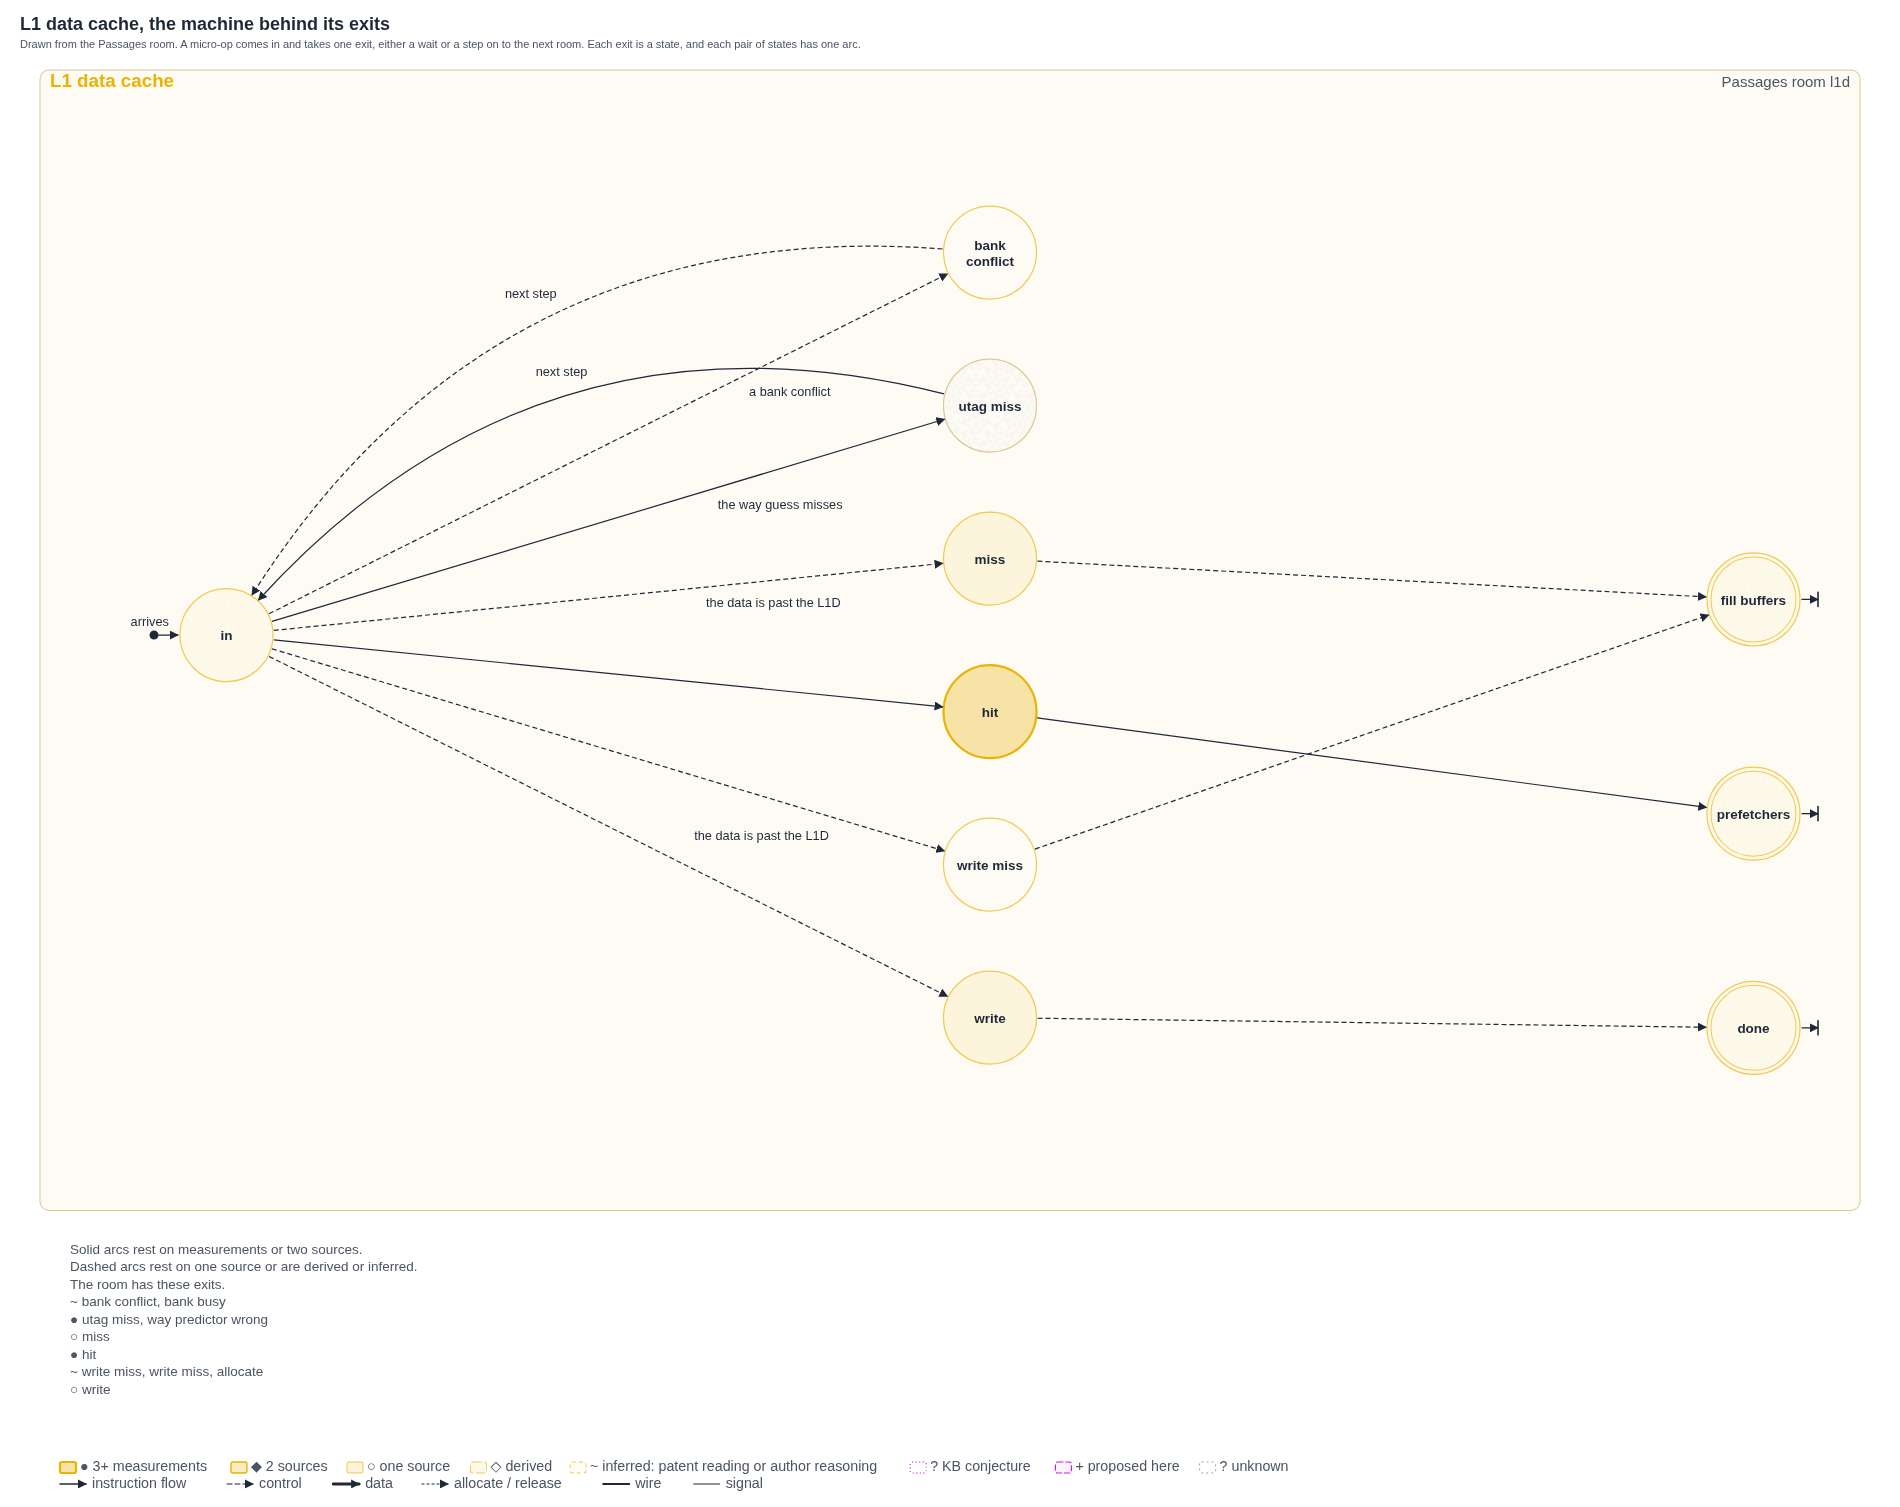 L1 data cache, the machine behind its exits
Drawn from the Passages room. A micro-op comes in and takes one exit, either a wait or a step on to the next room. Each exit is a state, and each pair of states has one arc.
L1 data cache
Passages room l1d
bank
conflict
next step
next step
a bank conflict
utag miss
the way guess misses
miss
the data is past the L1D
fill buffers
arrives
in
hit
prefetchers
the data is past the L1D
write miss
write
done
Solid arcs rest on measurements or two sources.
Dashed arcs rest on one source or are derived or inferred.
The room has these exits.
~ bank conflict, bank busy
● utag miss, way predictor wrong
○ miss
● hit
~ write miss, write miss, allocate
○ write
● 3+ measurements ◆ 2 sources ○ one source ◇ derived ~ inferred: patent reading or author reasoning ? KB conjecture + proposed here ? unknown
instruction flow control data allocate / release wire signal